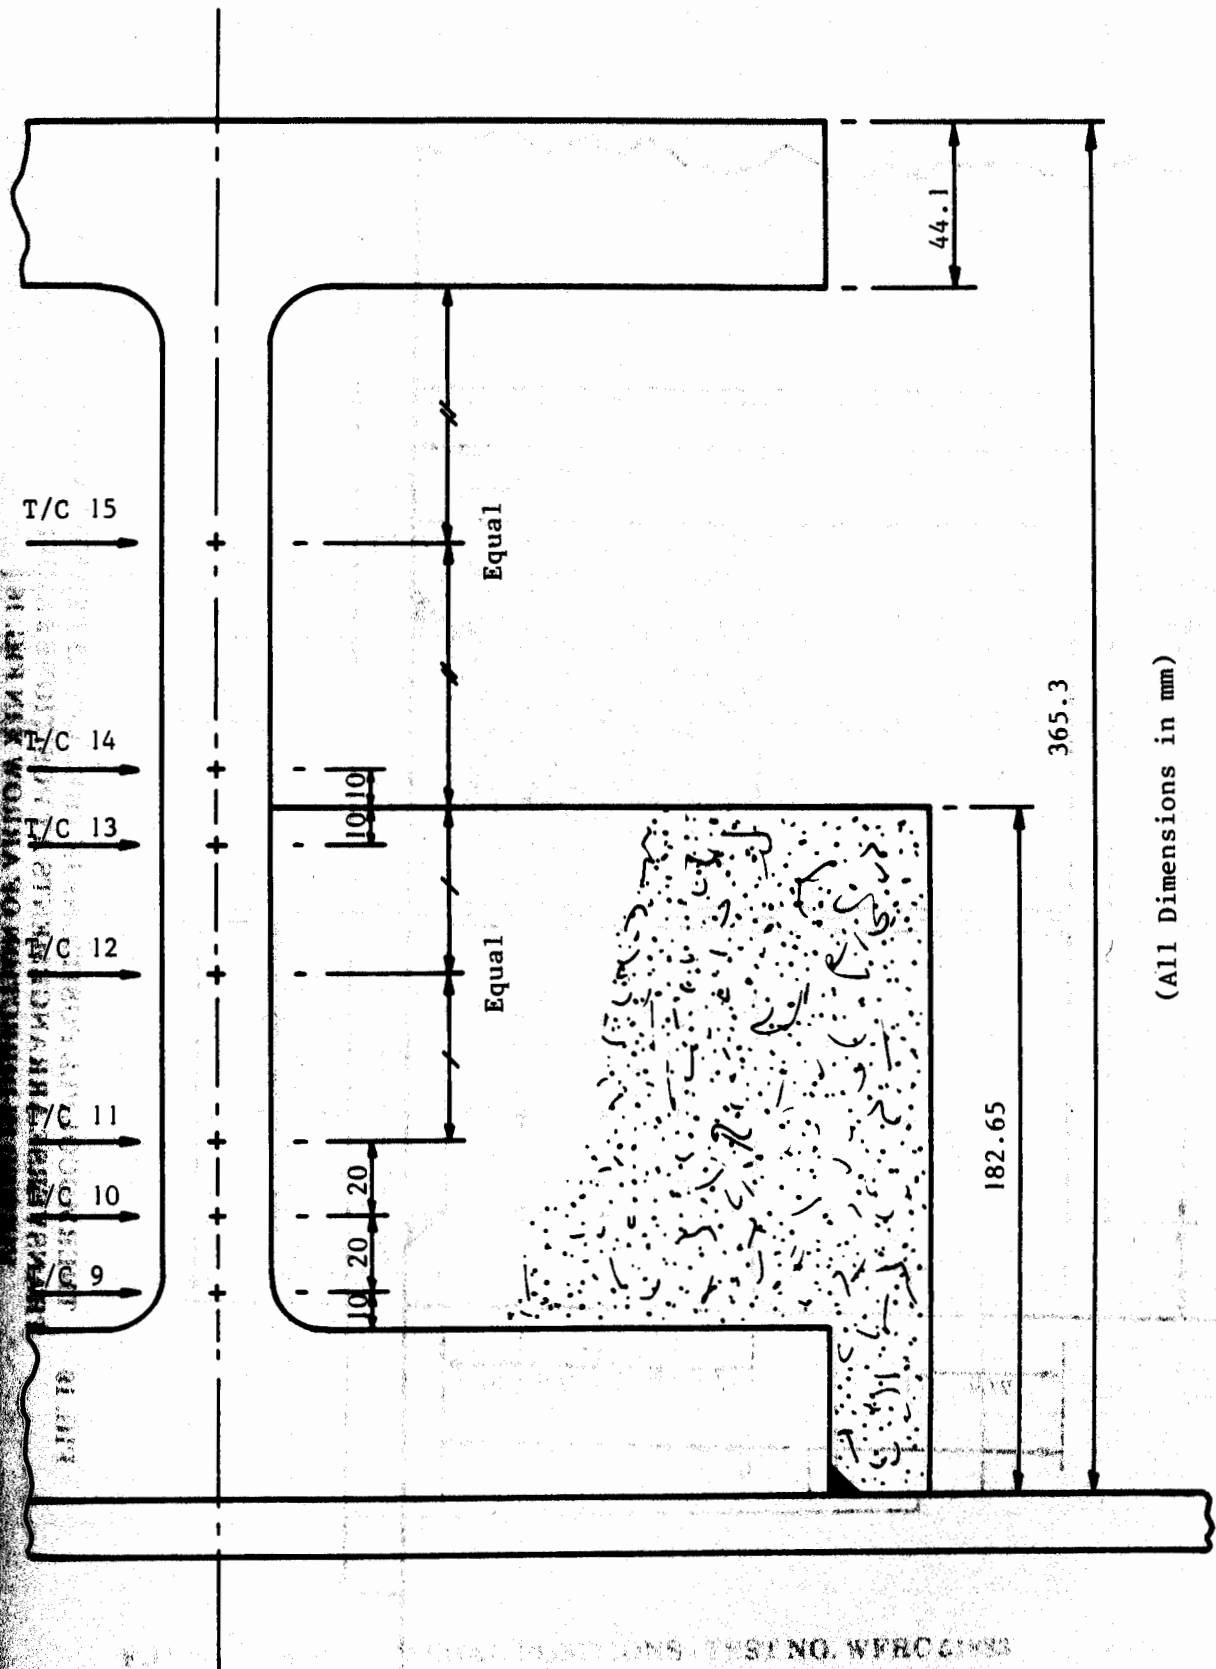 44.1
T/C 15
Equal
365.3
(All Dimensions in mm)
T/C 14
10
10
T/C 13
T/C 12
Equal
T/C 11
182.65
20
T/C 10
20
T/C 9
10
TEST NO. WFRC